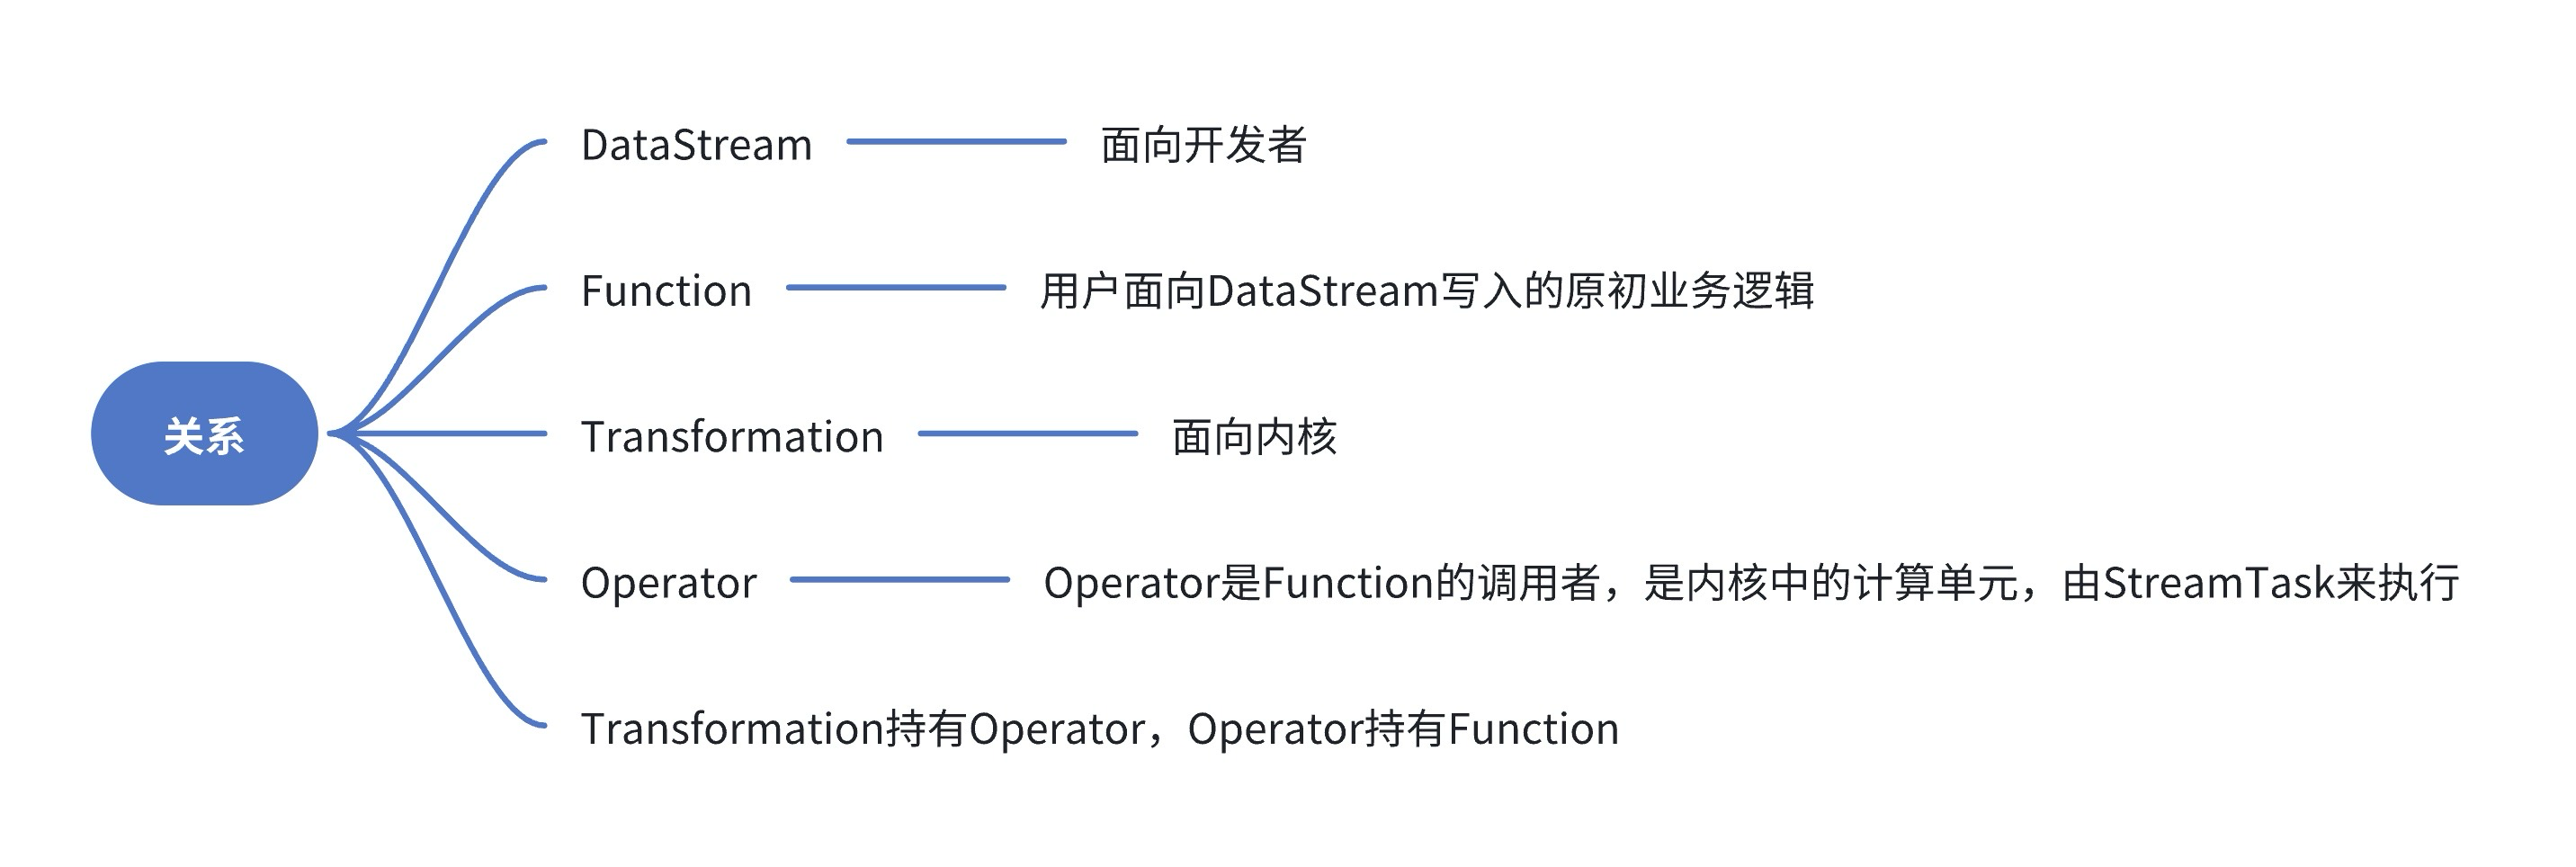 关系
DataStream
面向开发者
Function
用户面向DataStream写入的原初业务逻辑
Transformation
面向内核
Operator
Operator是Function的调用者，是内核中的计算单元，由StreamTask来执行
Transformation持有Operator，Operator持有Function